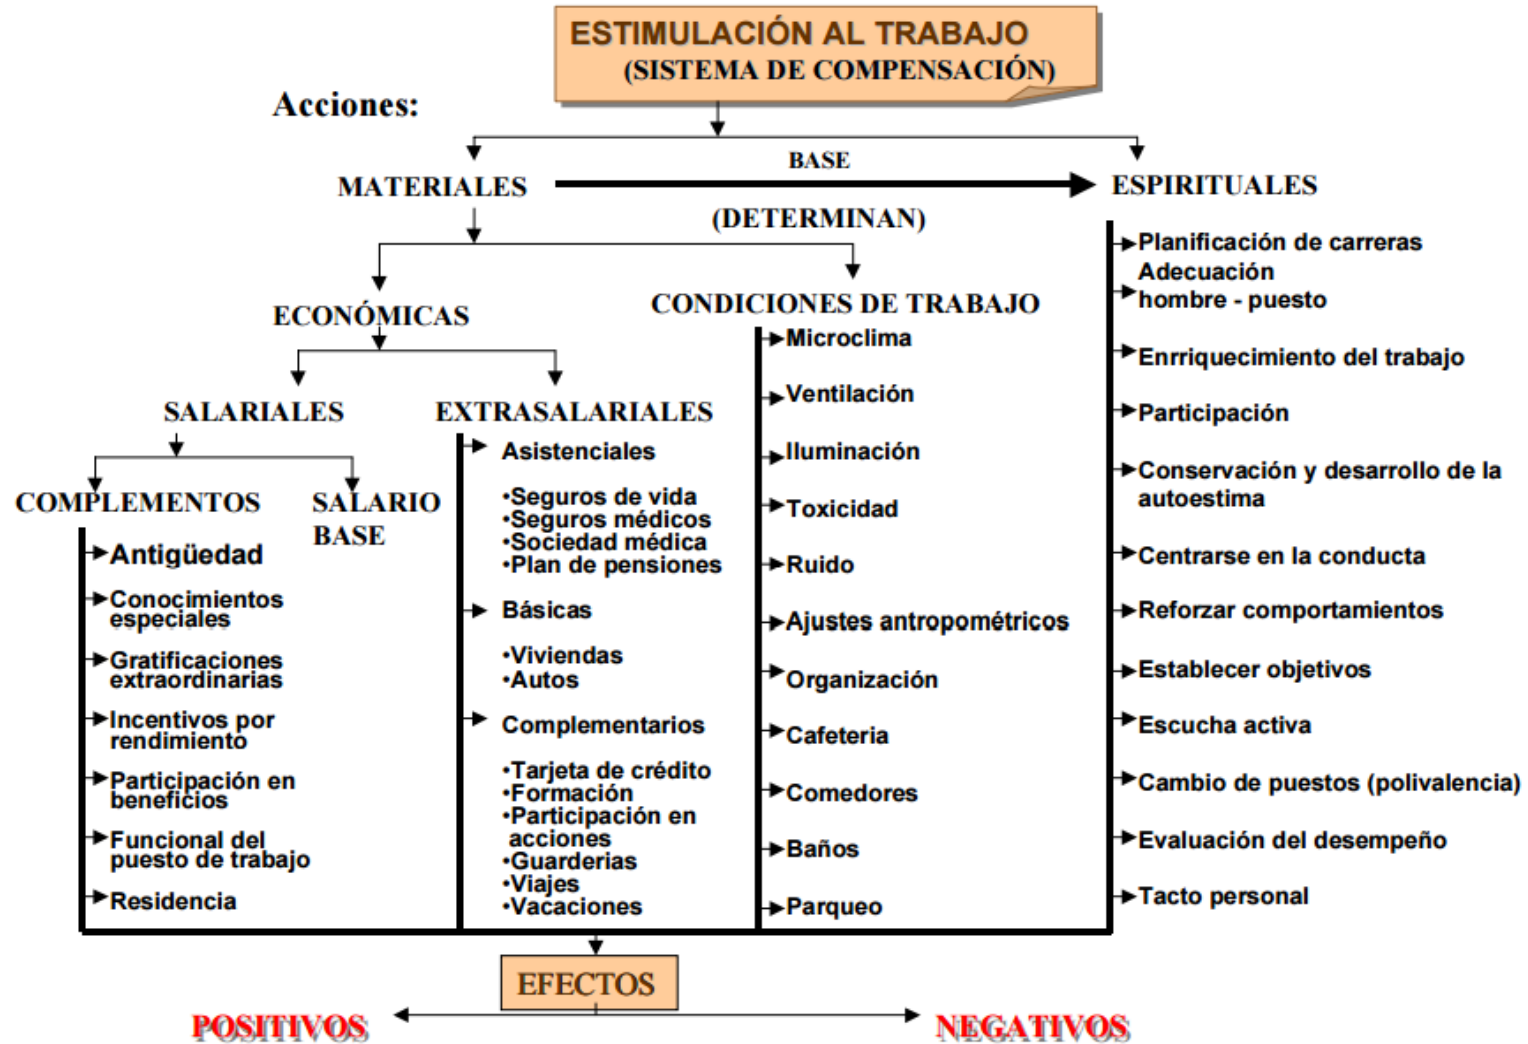 ESTIMULACIÓN AL TRABAJO
(SISTEMA DE COMPENSACIÓN)
Acciones:
BASE
MATERIALES
ESPIRITUALES
(DETERMINAN)
ECONÓMICAS
CONDICIONES DE TRABAJO
SALARIALES
EXTRASALARIALES
COMPLEMENTOS
SALARIO
BASE
Antigüedad
Conocimientos
especiales
Gratificaciones
extraordinarias
Incentivos por
rendimiento
Participación en
beneficios
Funcional del
puesto de trabajo
Residencia
Asistenciales
•Seguros de vida
•Seguros médicos
•Sociedad médica
•Plan de pensiones
Básicas
•Viviendas
•Autos
Complementarios
•Tarjeta de crédito
•Formación
•Participación en
acciones
•Guarderias
•Viajes
•Vacaciones
Microclima
Ventilación
Iluminación
Toxicidad
Ruido
Ajustes antropométricos
Organización
Cafeteria
Comedores
Baños
Parqueo
Planificación de carreras
Adecuación
hombre - puesto
Enrriquecimiento del trabajo
Participación
Conservación y desarrollo de la
autoestima
Centrarse en la conducta
Reforzar comportamientos
Establecer objetivos
Escucha activa
Cambio de puestos (polivalencia)
Evaluación del desempeño
Tacto personal
EFECTOS
POSITIVOS
NEGATIVOS